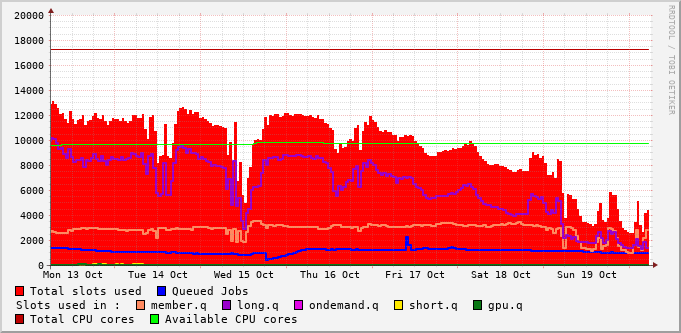 RRDTOOL / TOBI OETIKER
20000
18000
16000
14000
12000
10000
8000
6000
4000
2000
0
Mon 13 Oct Tue 14 Oct Wed 15 Oct Thu 16 Oct Fri 17 Oct Sat 18 Oct Sun 19 Oct
Total slots used Queued Jobs
Slots used in : member.q long.q ondemand.q short.q gpu.q
Total CPU cores Available CPU cores